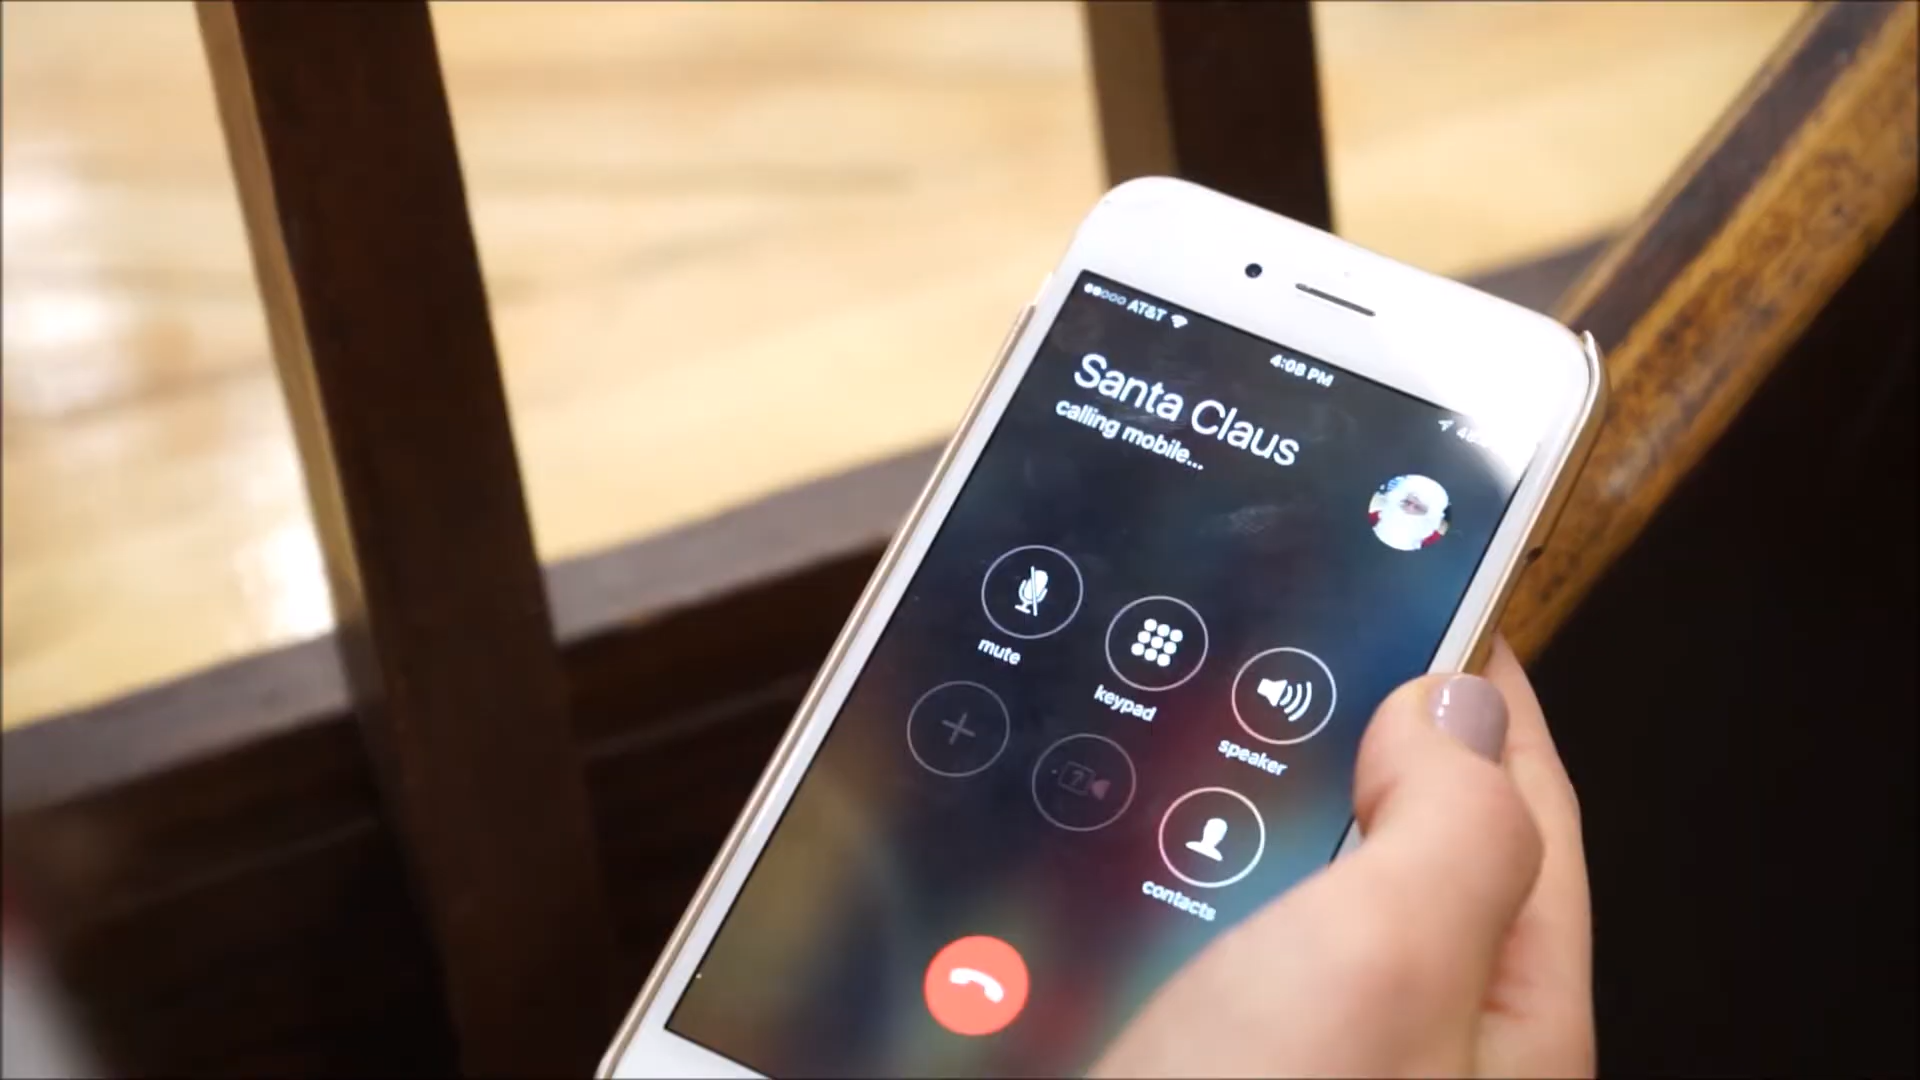 AT&T
4:08 PM
Santa Claus
calling mobile...
mute
keypad
speaker
contacts